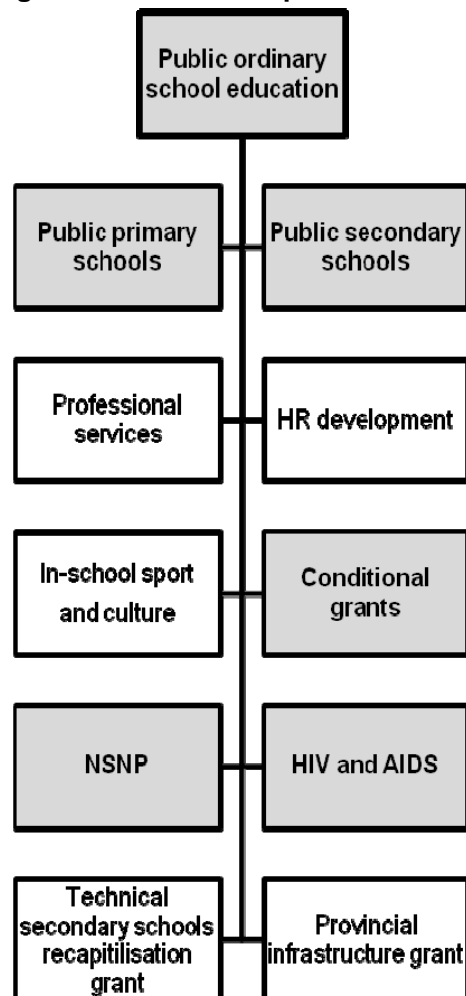 Public ordinary
school education
Public primary
schools
Public secondary
schools
Professional
services
HR development
In-school sport
and culture
Conditional
grants
NSNP
HIV and AIDS
Technical
secondary schools
recapitilisation
grant
Provincial
infrastructure grant